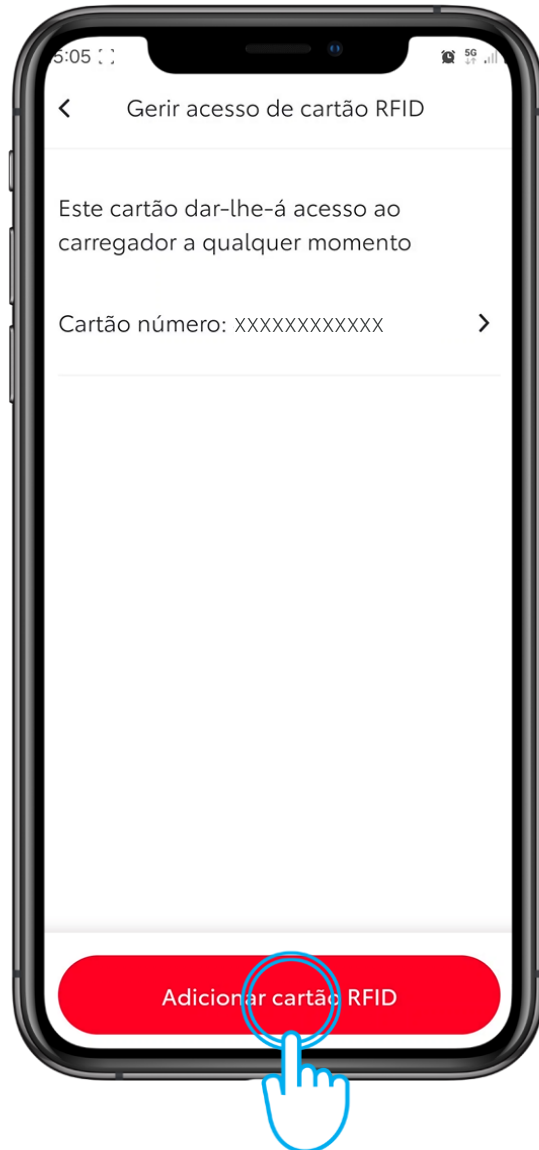 5:05
5G
Gerir acesso de cartão RFID
Este cartão dar-lhe-á acesso ao
carregador a qualquer momento
Cartão número: XXXXXXXXXXXX
Adicionar cartão RFID